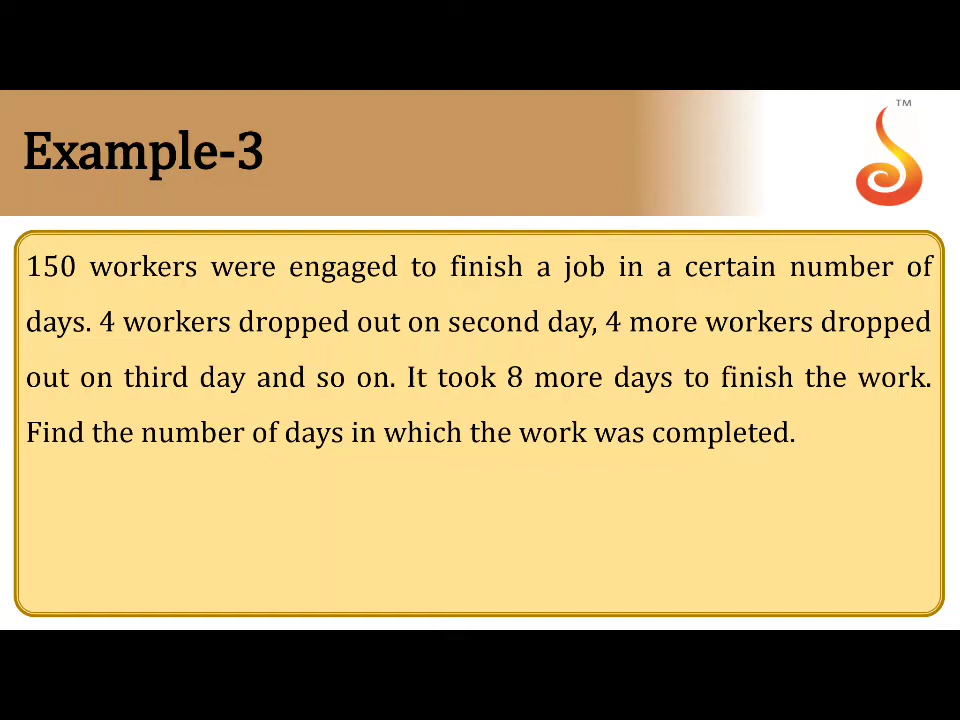 TM
Example-3
150 workers were engaged to finish a job in a certain number of
days. 4 workers dropped out on second day, 4 more workers dropped
out on third day and so on. It took 8 more days to finish the work.
Find the number of days in which the work was completed.